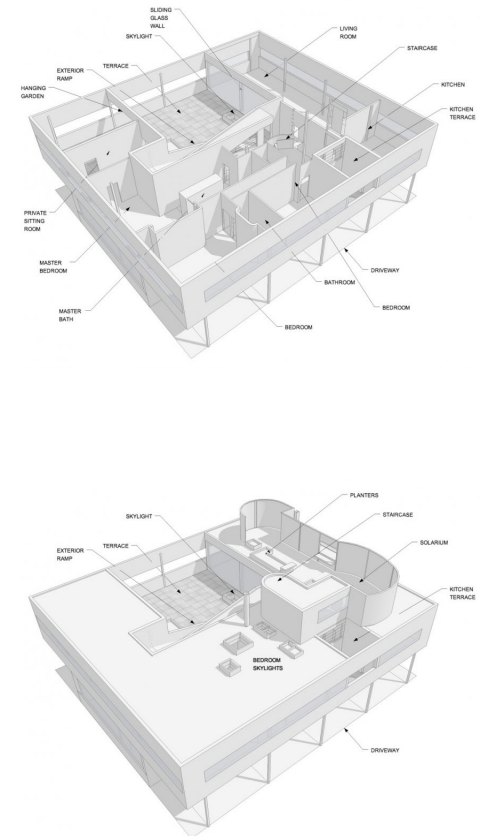 SLIDING
GLASS
WALL
SKYLIGHT
LIVING
ROOM
STAIRCASE
TERRACE
EXTERIOR
RAMP
HANGING
GARDEN
KITCHEN
KITCHEN
TERRACE
PRIVATE
SITTING
ROOM
MASTER
BEDROOM
DRIVEWAY
BATHROOM
MASTER
BATH
BEDROOM
BEDROOM
PLANTERS
SKYLIGHT
STAIRCASE
TERRACE
EXTERIOR
RAMP
SOLARIUM
KITCHEN
TERRACE
BEDROOM
SKYLIGHTS
DRIVEWAY